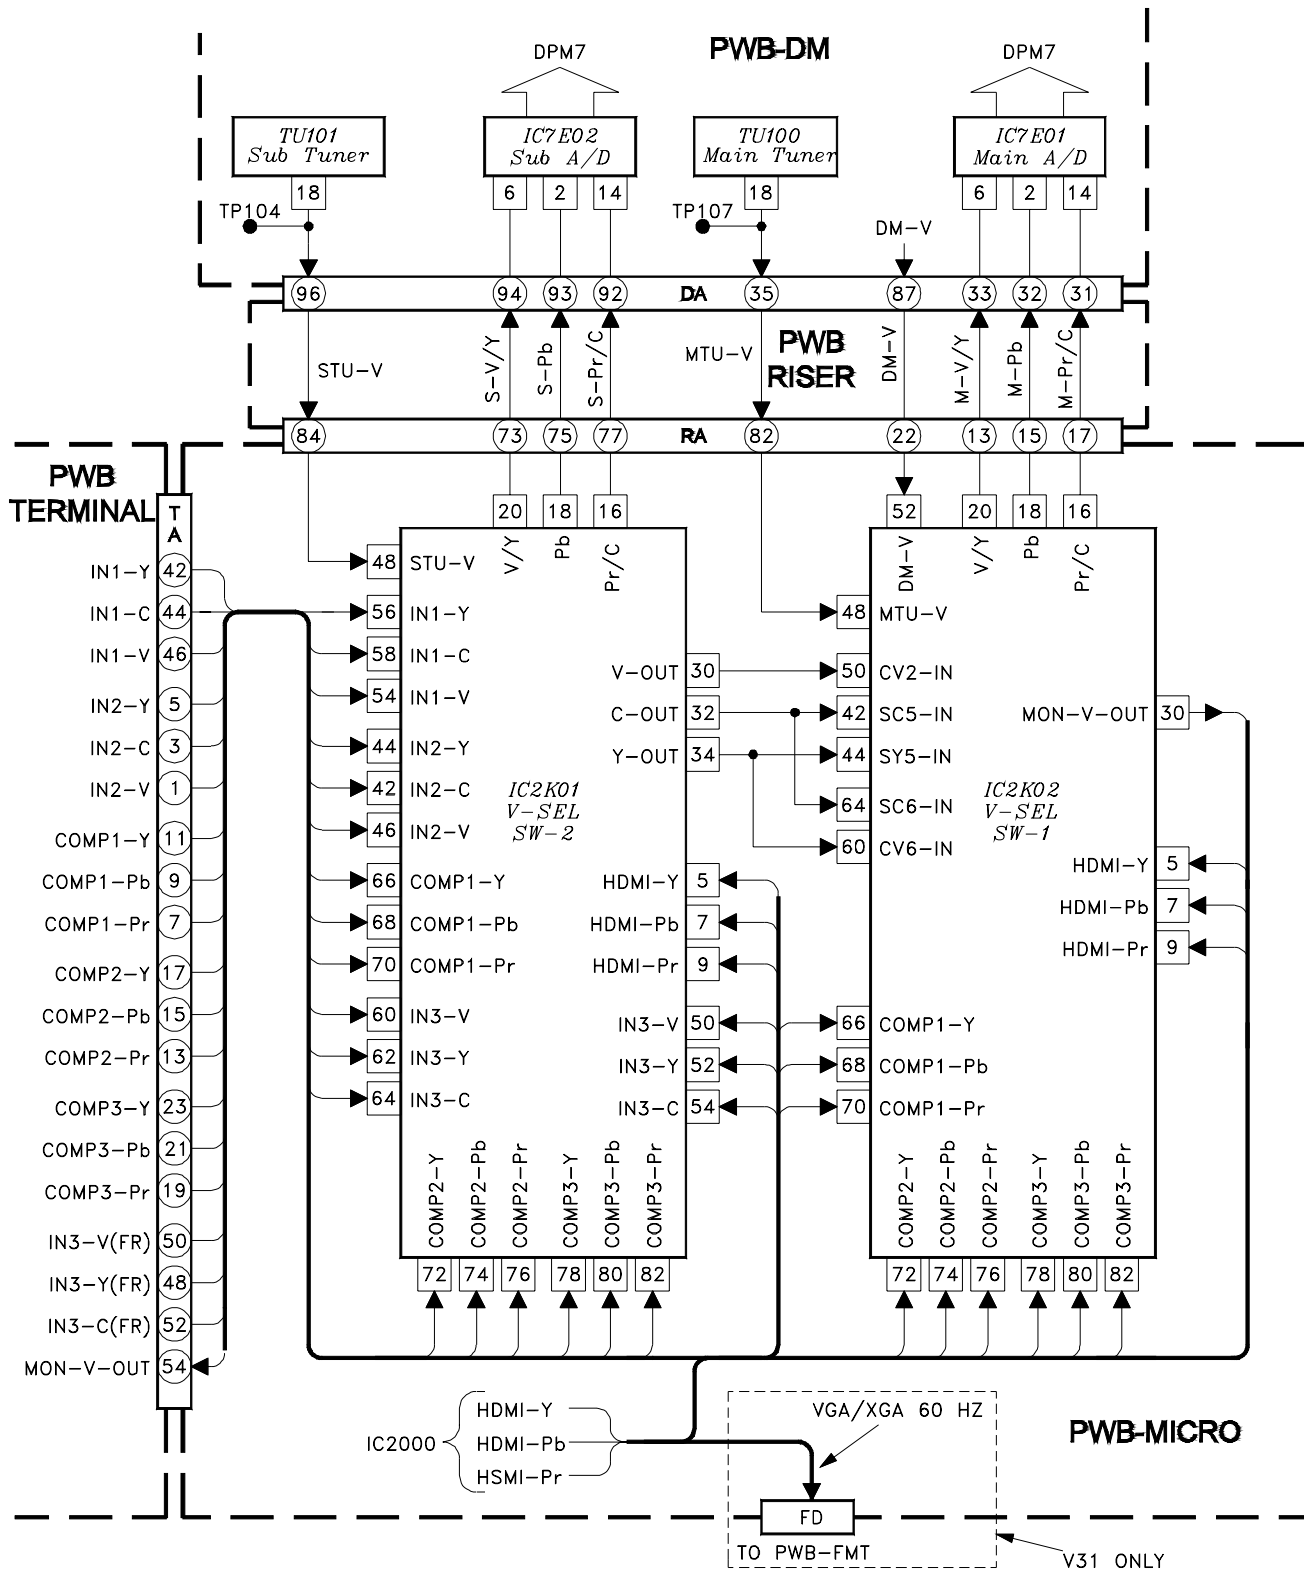 PWB-DM
DPM7
DPM7
TU101
Sub Tuner
IC7E02
Sub A/D
TU100
Main Tuner
IC7E01
Main A/D
18
6
2
14
18
6
2
14
TP104
TP107
DM-V
96
94
93
92
DA
35
87
33
32
31
STU-V
S-V/Y
S-Pb
S-Pr/C
MTU-V
PWB
RISER
DM-V
M-V/Y
M-Pb
M-Pr/C
84
73
75
77
RA
82
22
13
15
17
PWB
TERMINAL
T
A
20
18
16
52
20
18
16
V/Y
Pb
Pr/C
DM-V
V/Y
Pb
Pr/C
IN1-Y 42
IN1-C 44
IN1-V 46
IN2-Y 5
IN2-C 3
IN2-V 1
COMP1-Y 11
COMP1-Pb 9
COMP1-Pr 7
COMP2-Y 17
COMP2-Pb 15
COMP2-Pr 13
COMP3-Y 23
COMP3-Pb 21
COMP3-Pr 19
IN3-V(FR) 50
IN3-Y(FR) 48
IN3-C(FR) 52
MON-V-OUT 54
48 STU-V
56 IN1-Y
58 IN1-C
54 IN1-V
44 IN2-Y
42 IN2-C
46 IN2-V
66 COMP1-Y
68 COMP1-Pb
70 COMP1-Pr
60 IN3-V
62 IN3-Y
64 IN3-C
IC2K01
V-SEL
SW-2
V-OUT 30
C-OUT 32
Y-OUT 34
HDMI-Y 5
HDMI-Pb 7
HDMI-Pr 9
IN3-V 50
IN3-Y 52
IN3-C 54
COMP2-Y
COMP2-Pb
COMP2-Pr
COMP3-Y
COMP3-Pb
COMP3-Pr
72
74
76
78
80
82
48 MTU-V
50 CV2-IN
42 SC5-IN
44 SY5-IN
64 SC6-IN
60 CV6-IN
66 COMP1-Y
68 COMP1-Pb
70 COMP1-Pr
IC2K02
V-SEL
SW-1
MON-V-OUT 30
HDMI-Y 5
HDMI-Pb 7
HDMI-Pr 9
COMP2-Y
COMP2-Pb
COMP2-Pr
COMP3-Y
COMP3-Pb
COMP3-Pr
72
74
76
78
80
82
IC2000
HDMI-Y
HDMI-Pb
HSMI-Pr
VGA/XGA 60 HZ
PWB-MICRO
FD
TO PWB-FMT
V31 ONLY